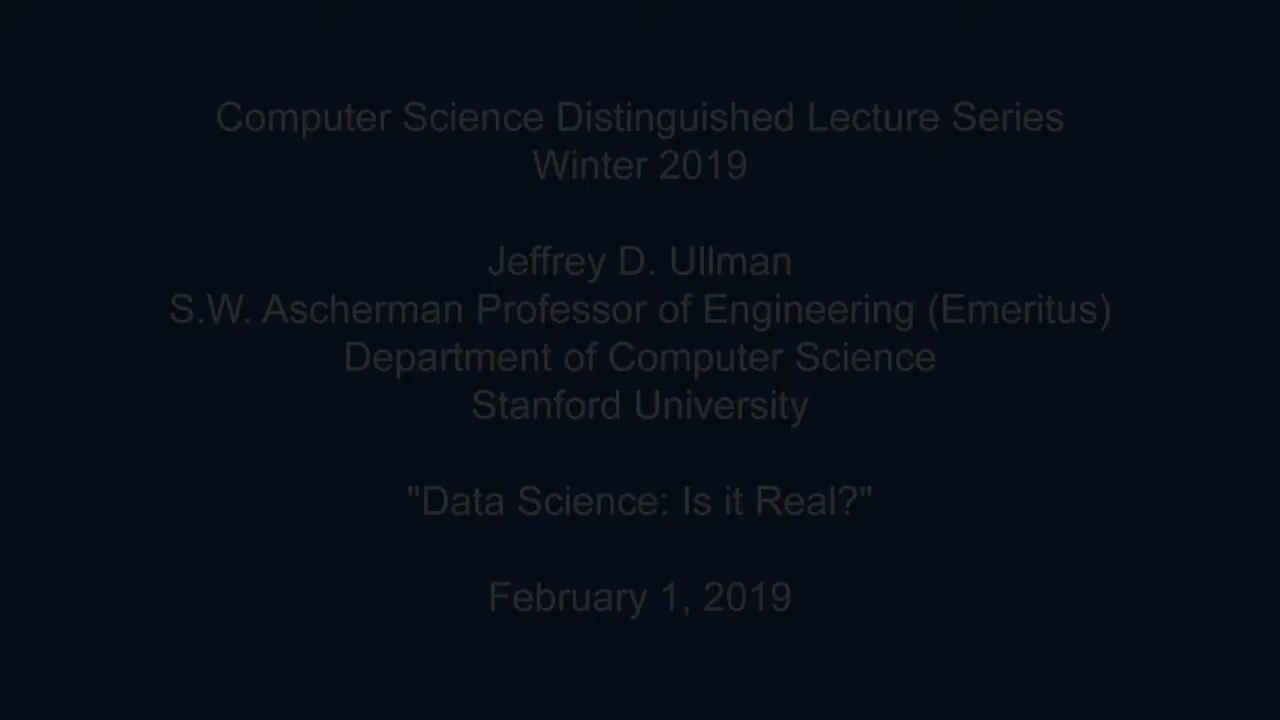 Computer Science Distinguished Lecture Series
Winter 2019
Jeffrey D. Ullman
S.W. Ascherman Professor of Engineering (Emeritus)
Department of Computer Science
Stanford University
"Data Science: Is it Real?"
February 1, 2019